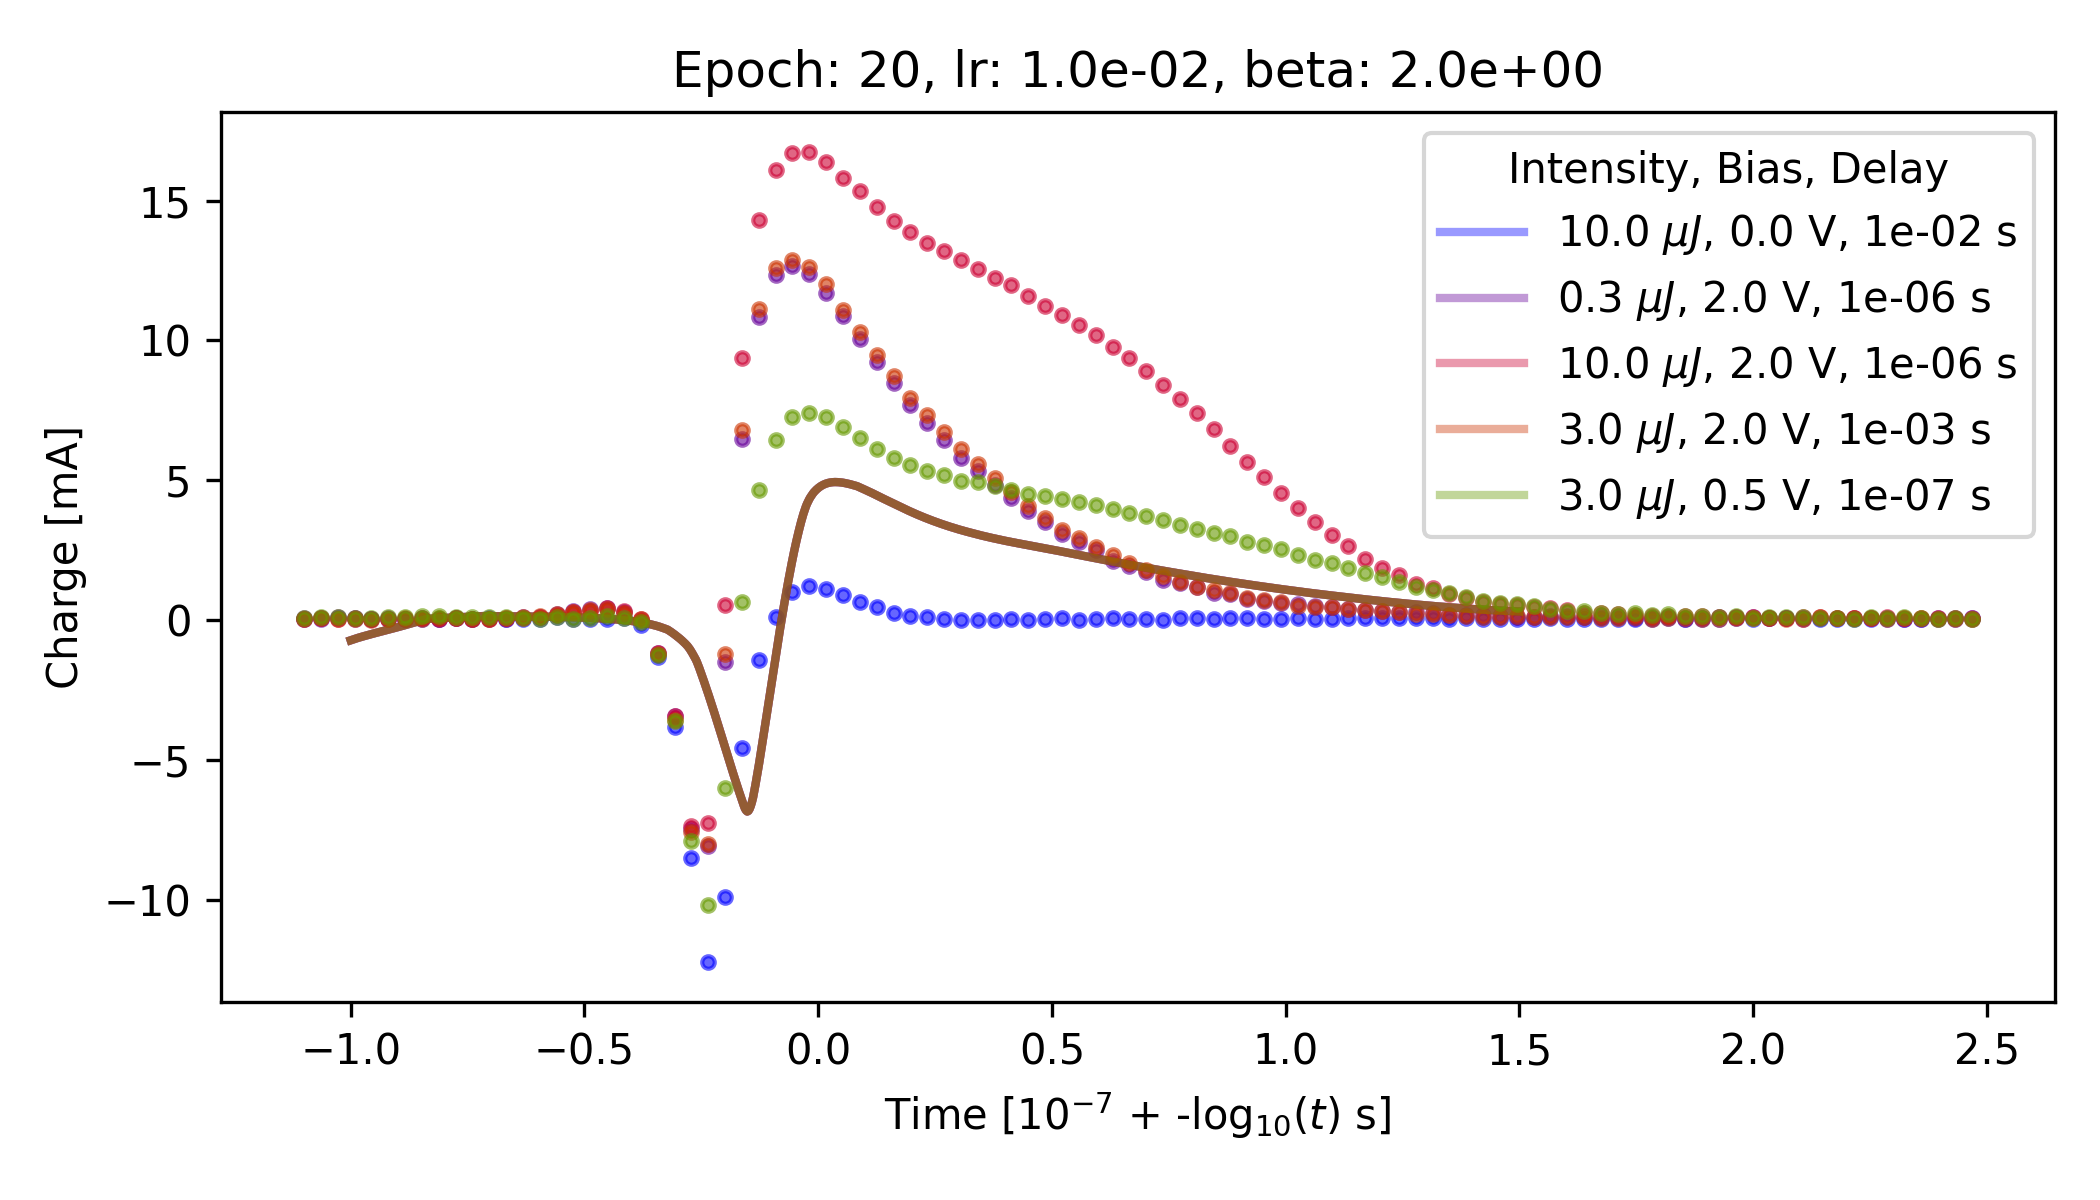 Epoch: 20, lr: 1.0e-02, beta: 2.0e+00
Charge [mA]
15
10
5
0
−5
−10
Intensity, Bias, Delay
10.0 μJ, 0.0 V, 1e-02 s
0.3 μJ, 2.0 V, 1e-06 s
10.0 μJ, 2.0 V, 1e-06 s
3.0 μJ, 2.0 V, 1e-03 s
3.0 μJ, 0.5 V, 1e-07 s
−1.0 −0.5 0.0 0.5 1.0 1.5 2.0 2.5
Time [10⁻⁷ + -log₁₀(t) s]